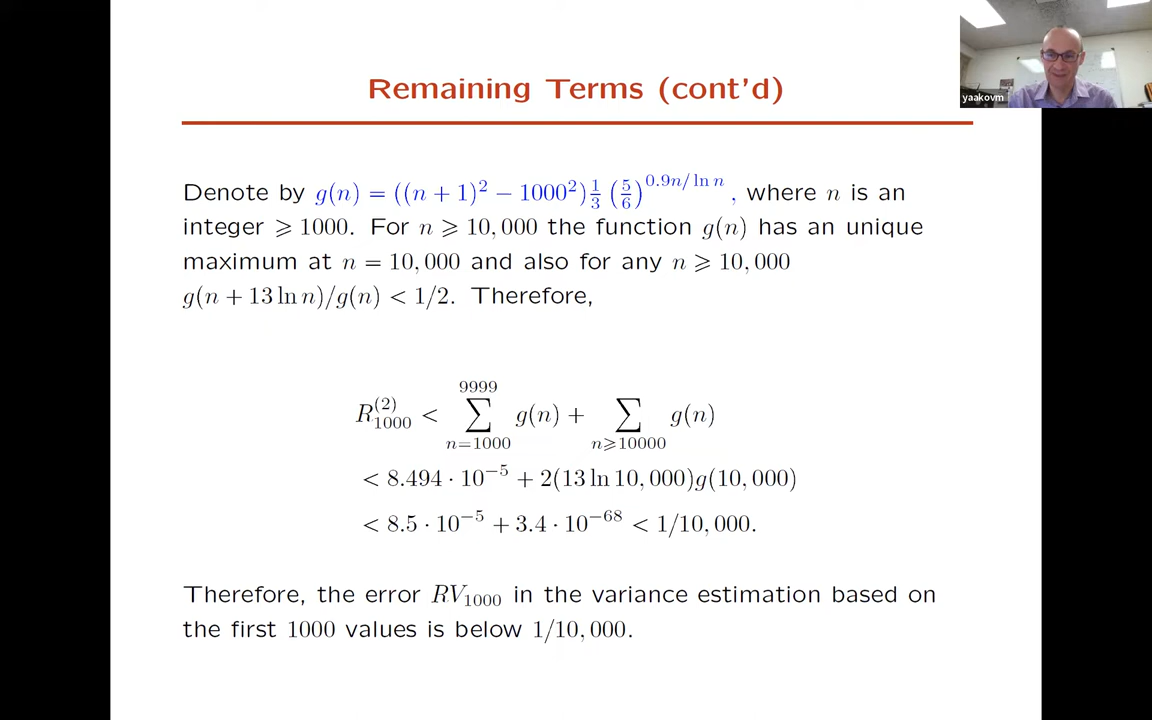 Remaining Terms (cont'd)
yaakovm
Denote by g(n) = ((n + 1)² − 1000²) 1/3 (5/6)^{0.9n/ ln n}, where n is an
integer ⩾ 1000. For n ⩾ 10,000 the function g(n) has an unique
maximum at n = 10,000 and also for any n ⩾ 10,000
g(n + 13 ln n)/g(n) < 1/2. Therefore,
R_{1000}^{(2)} < ∑_{n=1000}^{9999} g(n) + ∑_{n⩾10000} g(n)
< 8.494 · 10^{−5} + 2(13 ln 10,000)g(10,000)
< 8.5 · 10^{−5} + 3.4 · 10^{−68} < 1/10,000.
Therefore, the error RV_{1000} in the variance estimation based on
the first 1000 values is below 1/10,000.